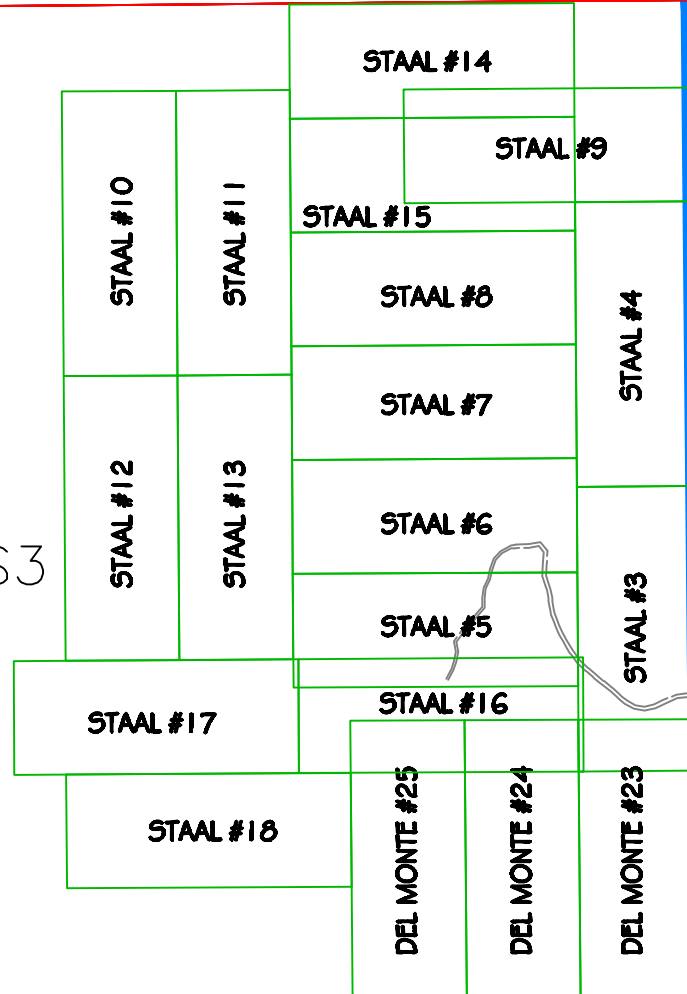 STAAL #14
STAAL #9
STAAL #10
STAAL #11
STAAL #15
STAAL #8
STAAL #4
STAAL #7
STAAL #12
STAAL #13
STAAL #6
S3
STAAL #3
STAAL #5
STAAL #16
STAAL #17
STAAL #18
DEL MONTE #25
DEL MONTE #24
DEL MONTE #23